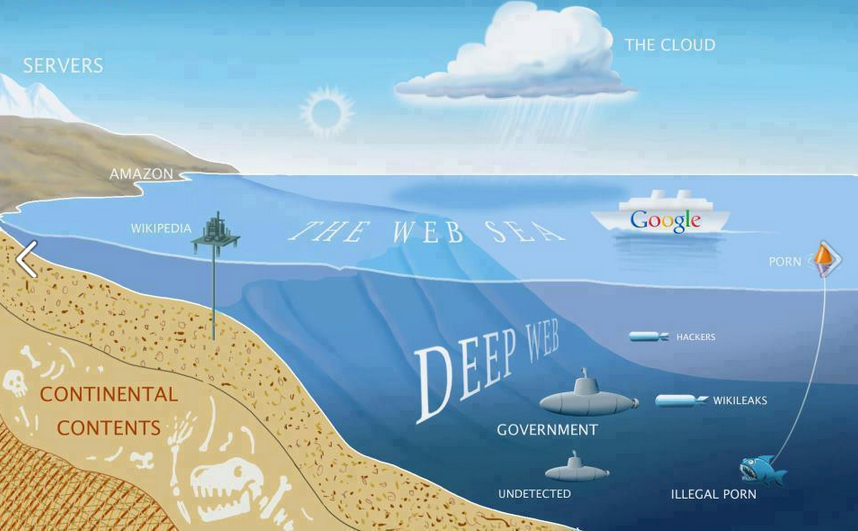 SERVERS
THE CLOUD
AMAZON
WIKIPEDIA
THE WEB SEA
Google
PORN
DEEP WEB
HACKERS
CONTINENTAL
CONTENTS
WIKILEAKS
GOVERNMENT
UNDETECTED
ILLEGAL PORN